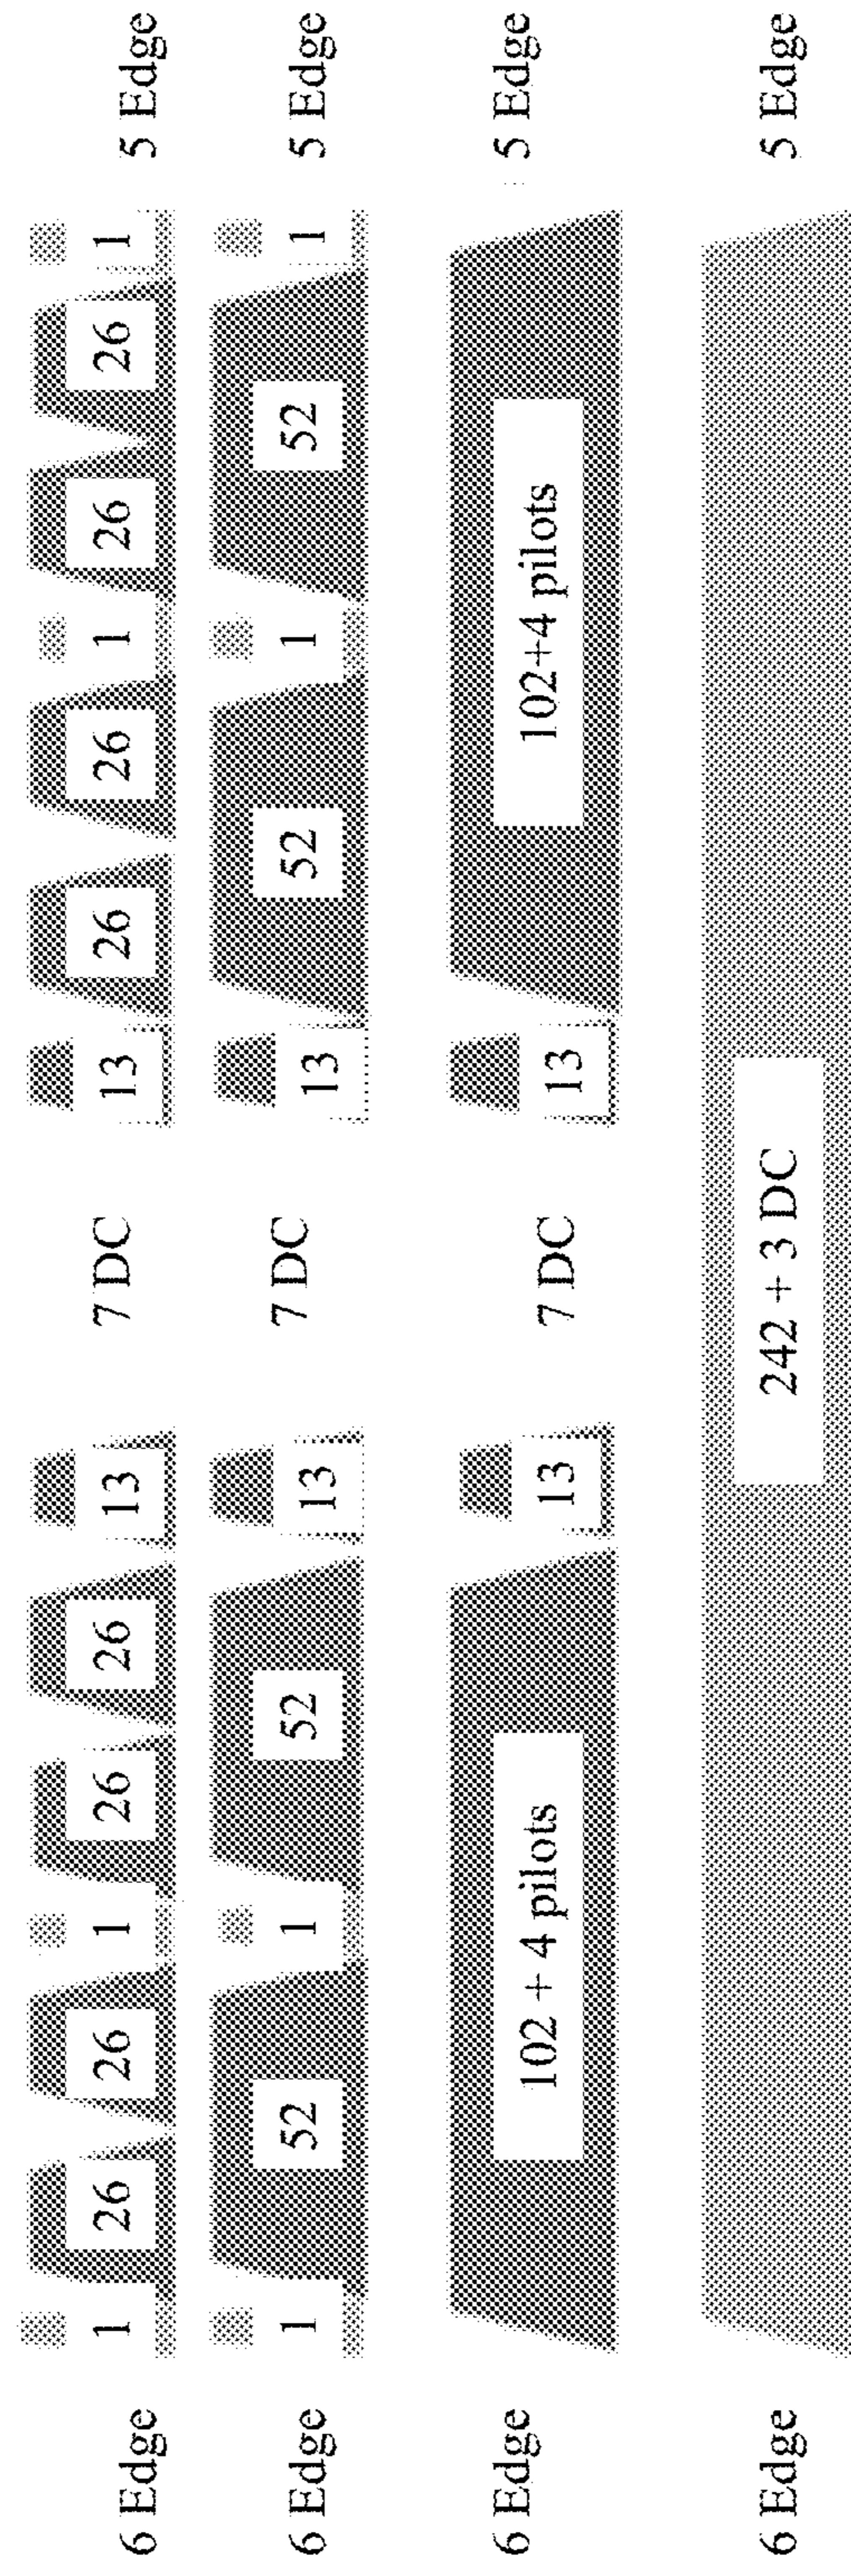 6 Edge 1 26 26 1 26 26 13 7 DC 13 26 26 1 26 26 1 5 Edge
6 Edge 1 52 1 52 13 7 DC 13 52 1 52 1 5 Edge
6 Edge 102 + 4 pilots 13 7 DC 13 102+4 pilots 5 Edge
6 Edge 242 + 3 DC 5 Edge